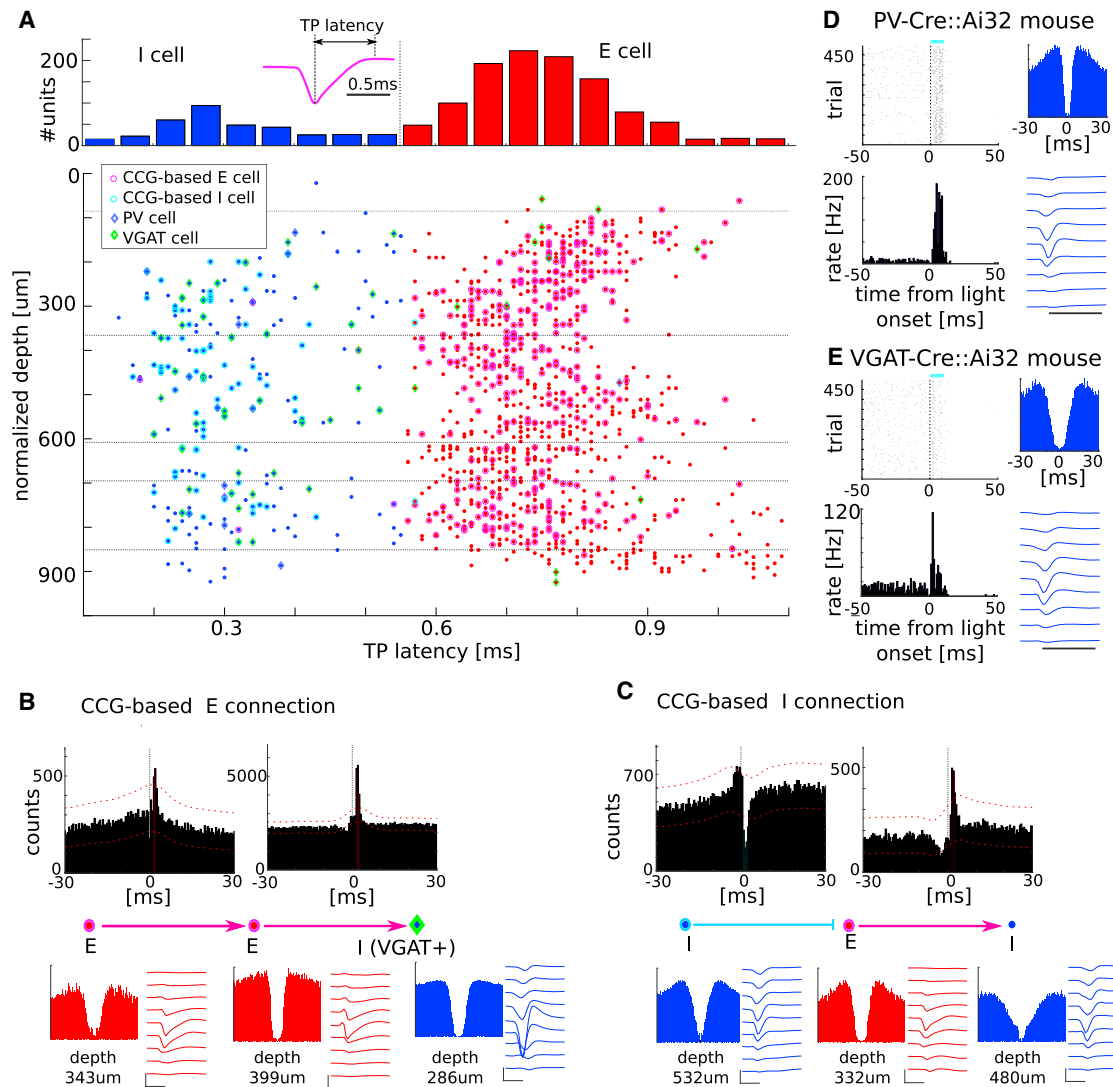 A
TP latency
I cell
E cell
0.5ms
#units
200
0
CCG-based E cell
CCG-based I cell
PV cell
VGAT cell
normalized depth [um]
0
300
600
900
0.3
0.6
0.9
TP latency [ms]
D
PV-Cre::Ai32 mouse
450
trial
-50
0
50
-30
0
30
[ms]
200
rate [Hz]
-50
0
50
time from light
onset [ms]
E
VGAT-Cre::Ai32 mouse
450
trial
-50
0
50
-30
0
30
[ms]
120
rate [Hz]
0
-50
0
50
time from light
onset [ms]
B
CCG-based E connection
500
counts
0
-30
0
30
[ms]
5000
0
-30
0
30
[ms]
E
E
I (VGAT+)
depth
343um
depth
399um
depth
286um
C
CCG-based I connection
700
counts
0
-30
0
30
[ms]
500
0
-30
0
30
[ms]
I
E
I
depth
532um
depth
332um
depth
480um